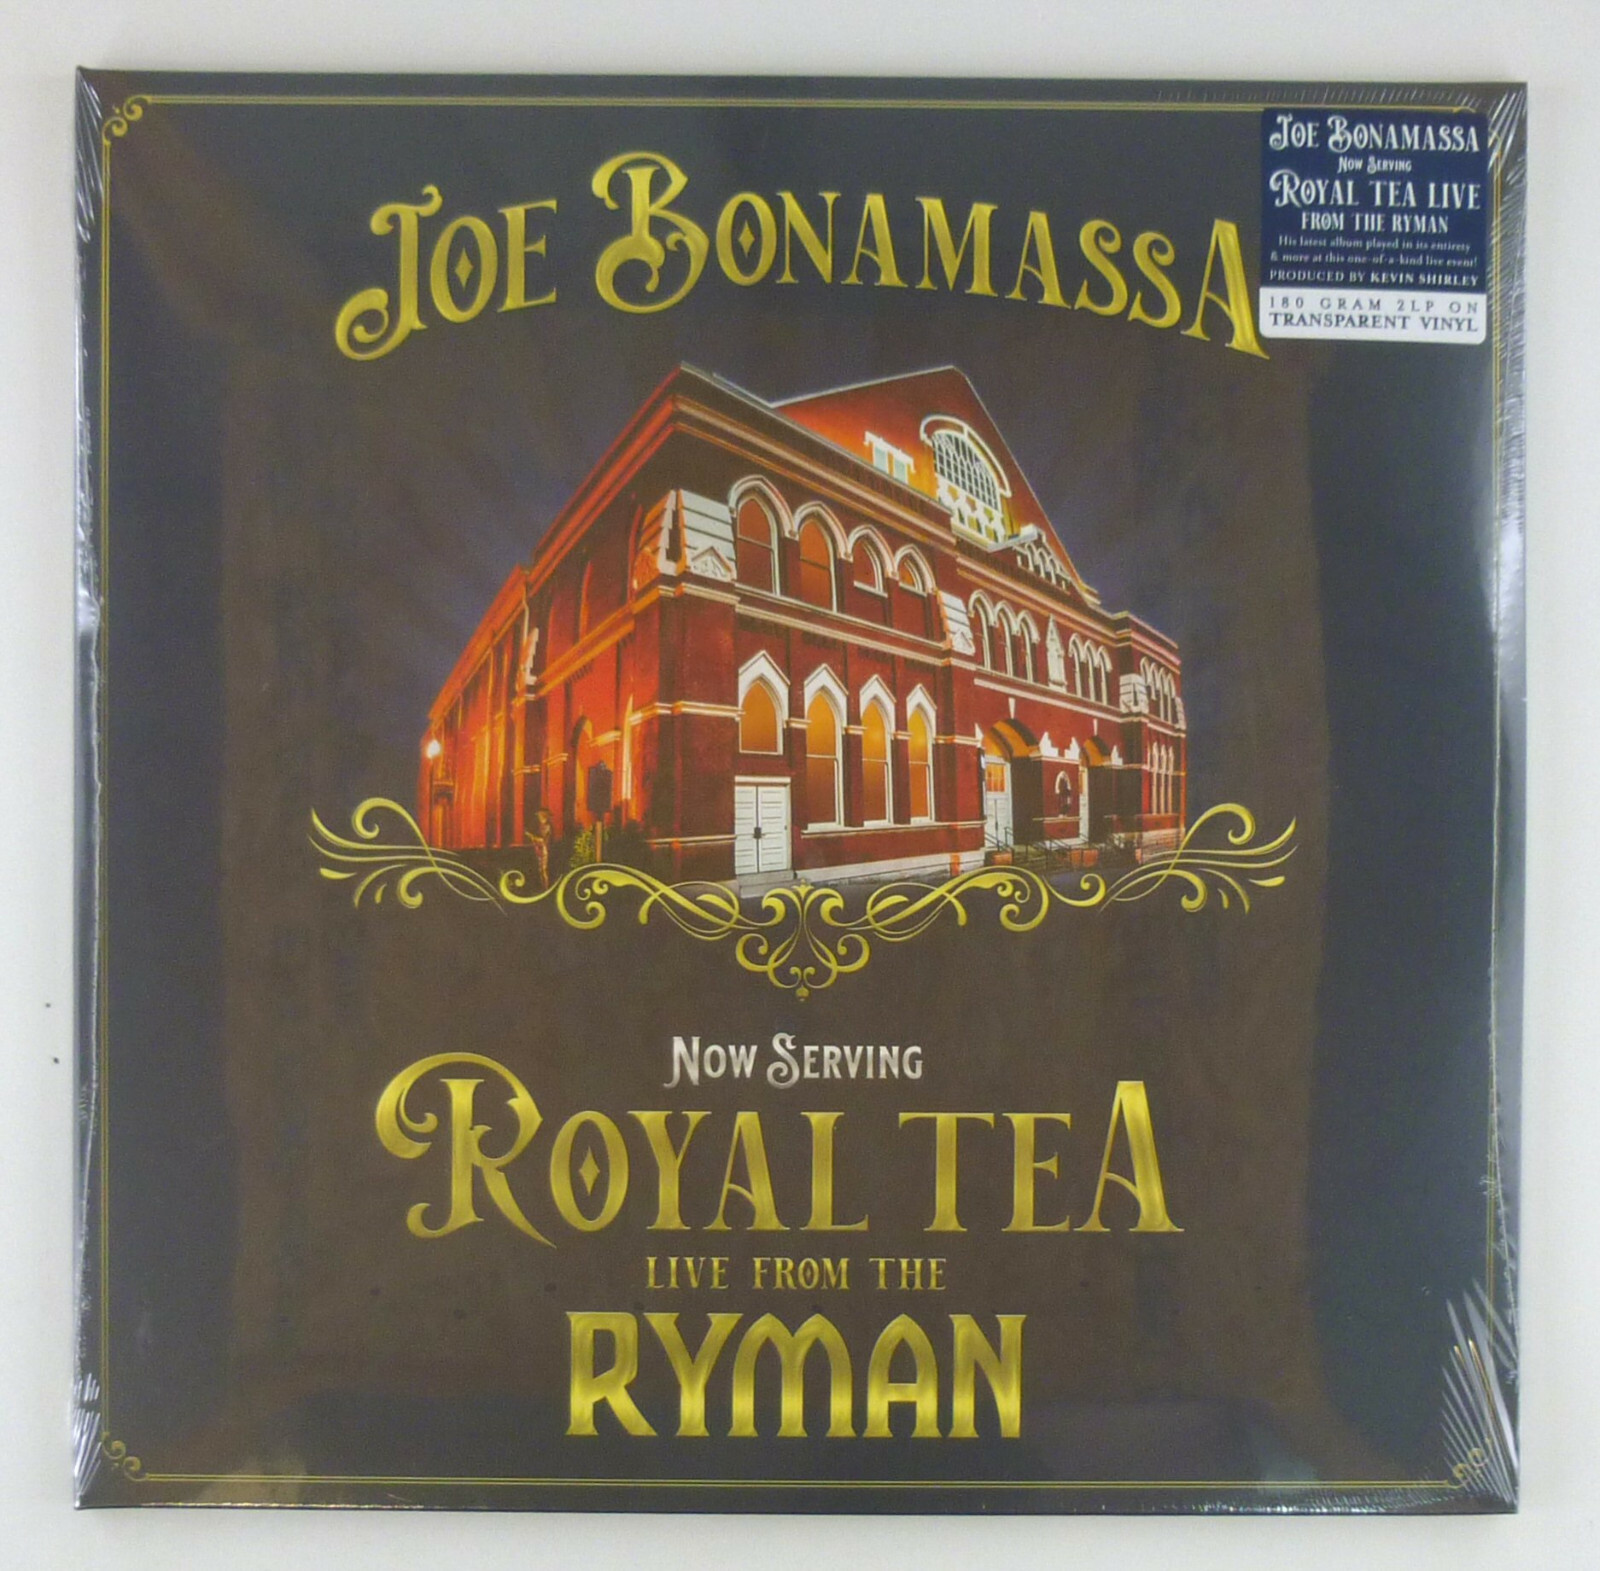 JOE BONAMASSA
JOE BONAMASSA
NOW SERVING
ROYAL TEA LIVE
FROM THE RYMAN
His latest album played in its entirety
& more at this one-of-a-kind live event!
PRODUCED BY KEVIN SHIRLEY
180 GRAM 2LP ON
TRANSPARENT VINYL
NOW SERVING
ROYAL TEA
LIVE FROM THE
RYMAN